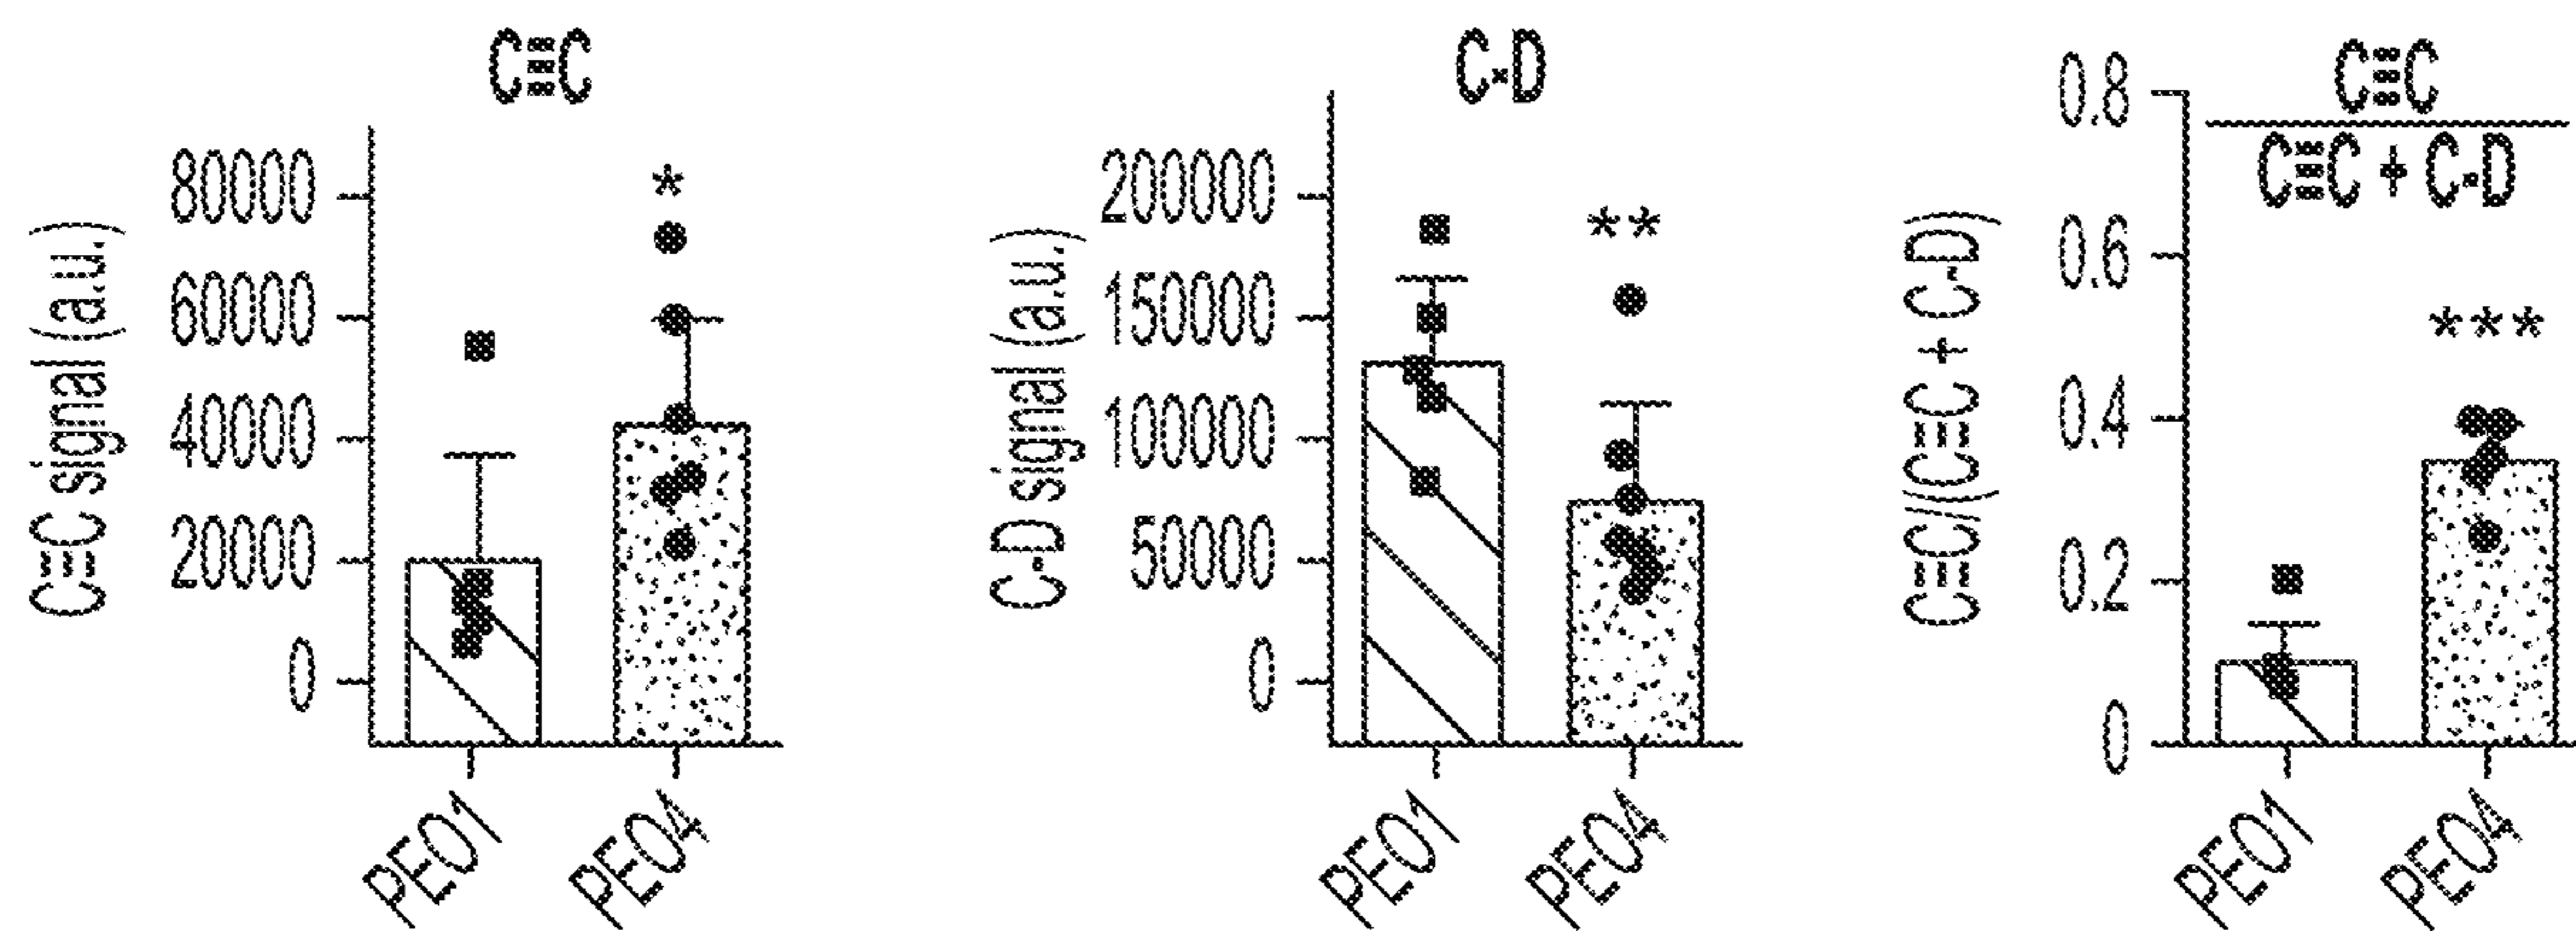 C≡C
C≡C signal (a.u.)
80000
60000
40000
20000
0
*
PEO1
PEO4
C-D
C-D signal (a.u.)
200000
150000
100000
50000
0
**
PEO1
PEO4
C≡C
C≡C + C-D
C≡C/(C≡C + C-D)
0.8
0.6
0.4
0.2
0
***
PEO1
PEO4